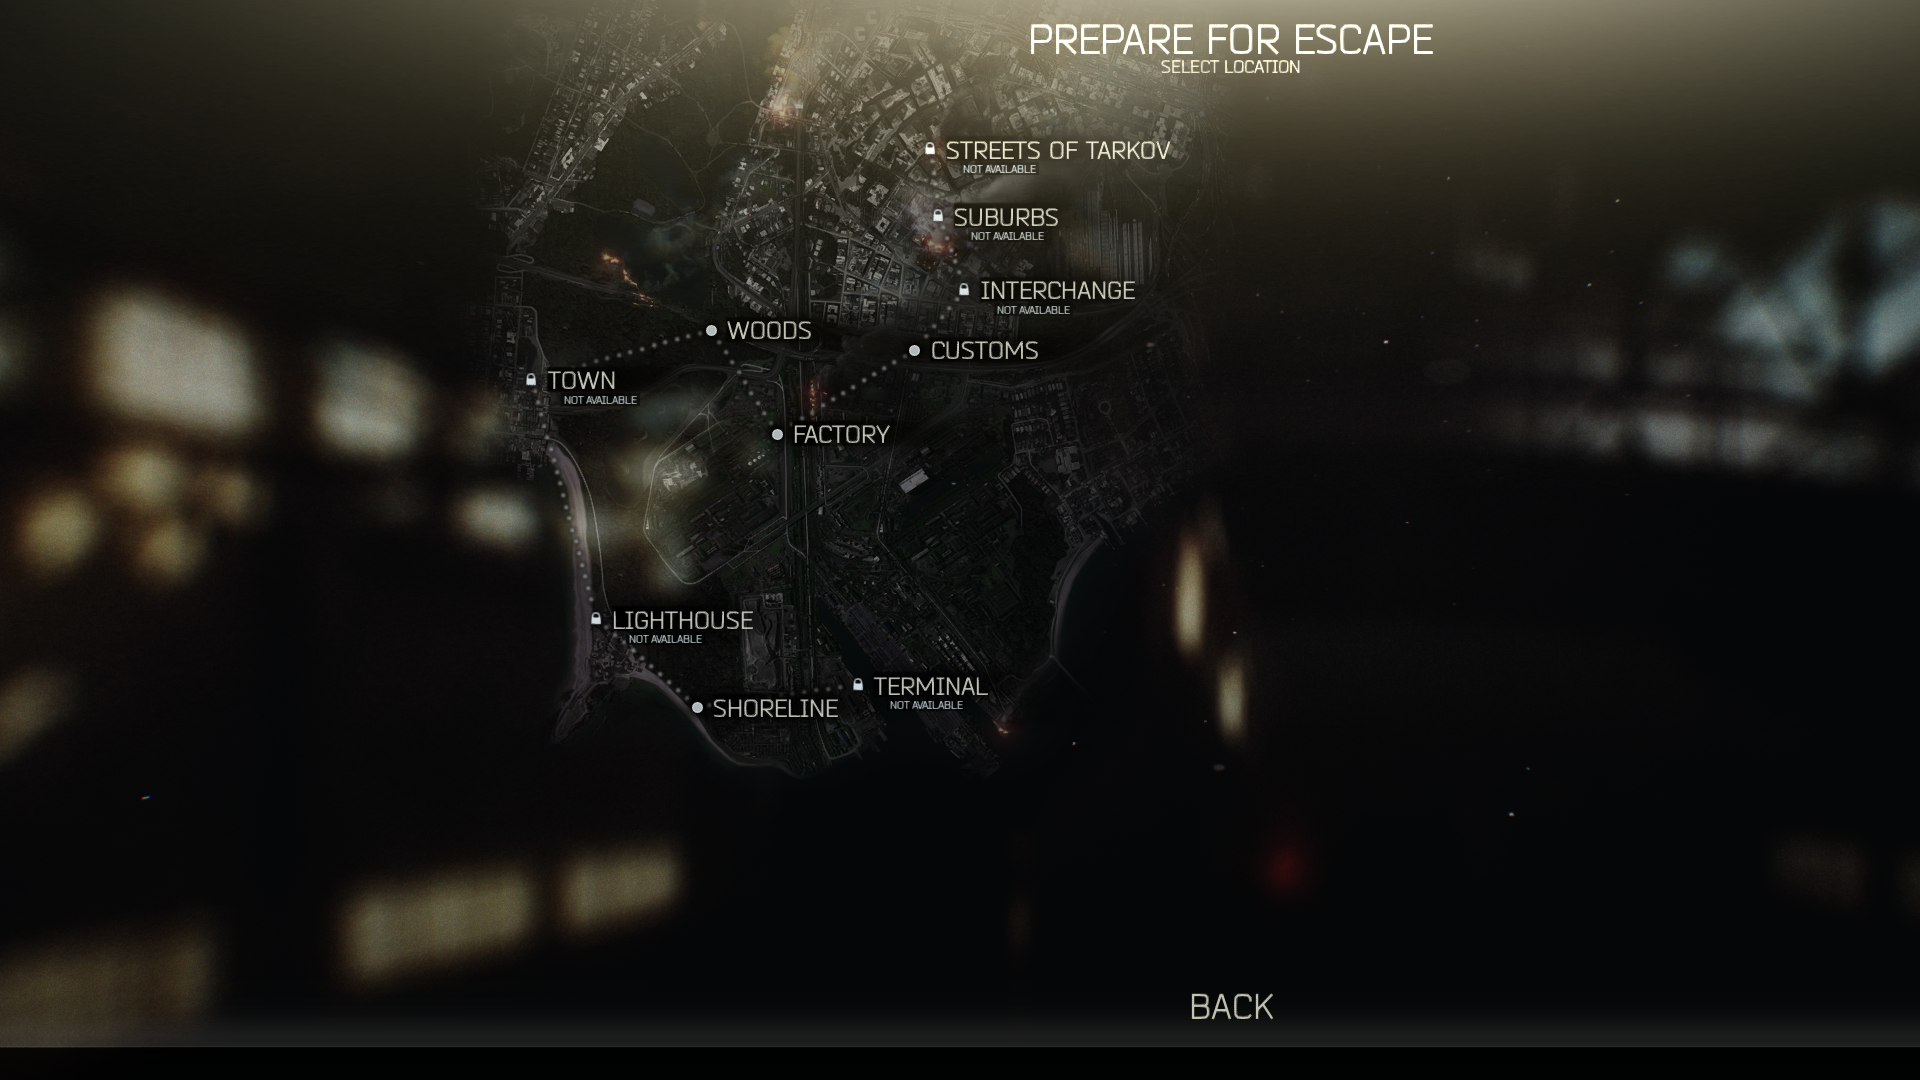 PREPARE FOR ESCAPE
SELECT LOCATION
STREETS OF TARKOV
NOT AVAILABLE
SUBURBS
NOT AVAILABLE
INTERCHANGE
NOT AVAILABLE
WOODS
CUSTOMS
TOWN
NOT AVAILABLE
FACTORY
LIGHTHOUSE
NOT AVAILABLE
TERMINAL
NOT AVAILABLE
SHORELINE
BACK